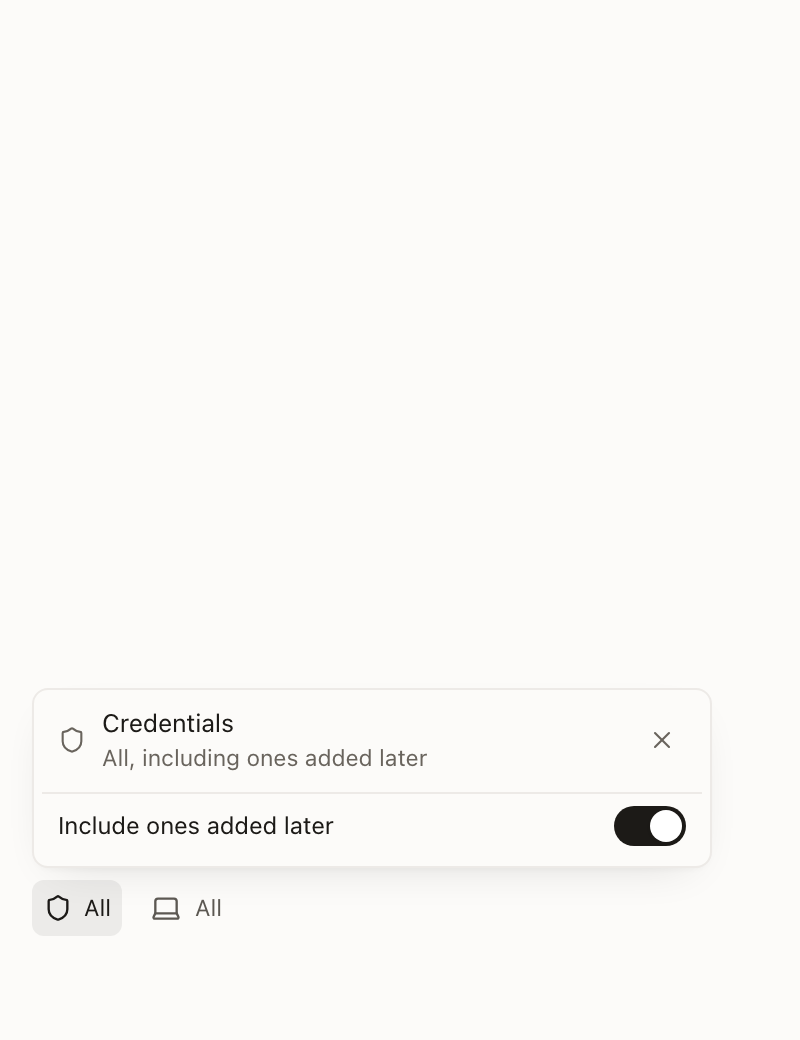 Credentials
All, including ones added later
Include ones added later
All All